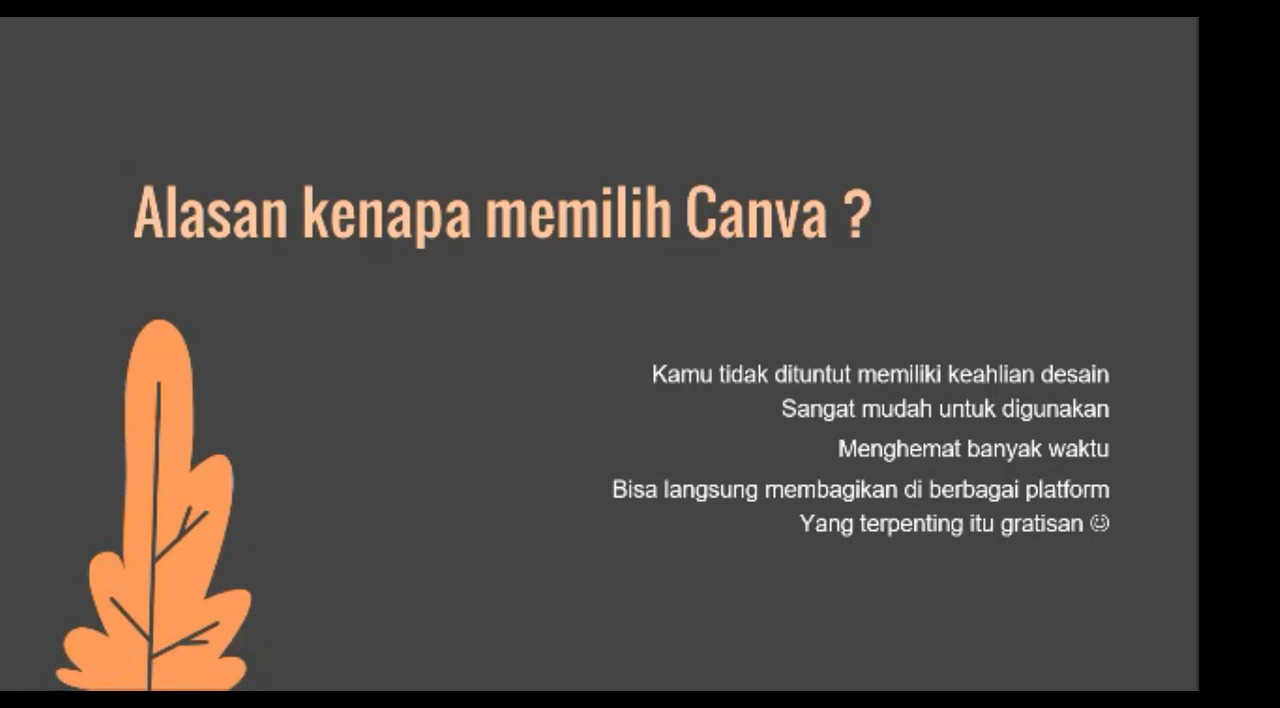 Alasan kenapa memilih Canva ?
Kamu tidak dituntut memiliki keahlian desain
Sangat mudah untuk digunakan
Menghemat banyak waktu
Bisa langsung membagikan di berbagai platform
Yang terpenting itu gratisan ☺